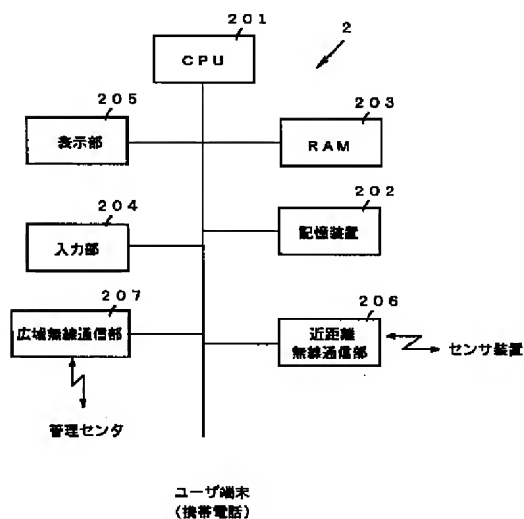 201
CPU
2
205
表示部
203
RAM
204
入力部
202
記憶装置
207
広域無線通信部
206
近距離
無線通信部
センサ装置
管理センタ
ユーザ端末
(携帯電話)